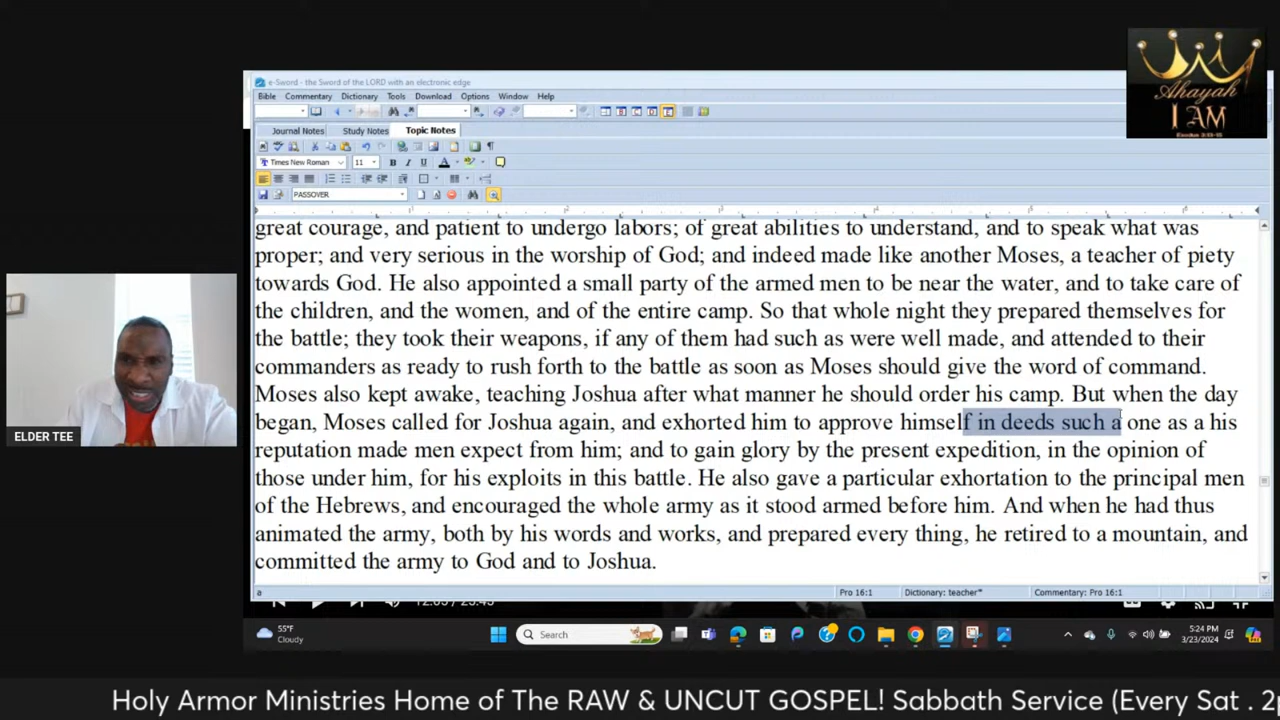 Ahayah
I AM
Exodus 3:13-15
e-Sword - the Sword of the LORD with an electronic edge
Bible Commentary Dictionary Tools Download Options Window Help
Journal Notes Study Notes Topic Notes
Times New Roman 11 B I U A
PASSOVER
great courage, and patient to undergo labors; of great abilities to understand, and to speak what was
proper; and very serious in the worship of God; and indeed made like another Moses, a teacher of piety
towards God. He also appointed a small party of the armed men to be near the water, and to take care of
the children, and the women, and of the entire camp. So that whole night they prepared themselves for
the battle; they took their weapons, if any of them had such as were well made, and attended to their
commanders as ready to rush forth to the battle as soon as Moses should give the word of command.
Moses also kept awake, teaching Joshua after what manner he should order his camp. But when the day
began, Moses called for Joshua again, and exhorted him to approve himself in deeds such a one as a his
reputation made men expect from him; and to gain glory by the present expedition, in the opinion of
those under him, for his exploits in this battle. He also gave a particular exhortation to the principal men
of the Hebrews, and encouraged the whole army as it stood armed before him. And when he had thus
animated the army, both by his words and works, and prepared every thing, he retired to a mountain, and
committed the army to God and to Joshua.
ELDER TEE
a Pro 16:1 Dictionary: teacher* Commentary: Pro 16:1
55°F
Cloudy
Search
5:24 PM
3/23/2024
Holy Armor Ministries Home of The RAW & UNCUT GOSPEL! Sabbath Service (Every Sat . 2p